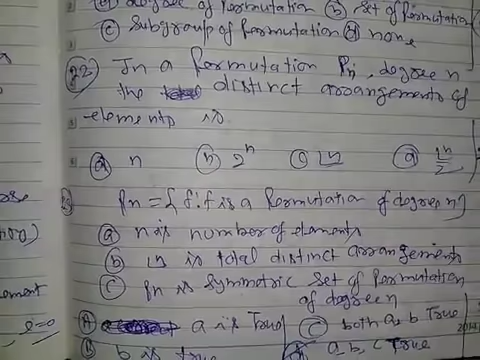 degree of Permutation (b) set of Permutation
(c) Subgroup of Permutation (d) none
(22) In a Permutation Pn, degree n
the distinct arrangements of
elements is
(a) n (b) 2^n (c) ⌊n (d) ⌊n/2
Pn = { f : f is a Permutation of degree n }
(a) n is number of elements
(b) ⌊n is total distinct arrangements
(c) Pn is symmetric set of Permutation
of degree n
(A) a is True (C) both a, b True
(B) b is true a, b, c True